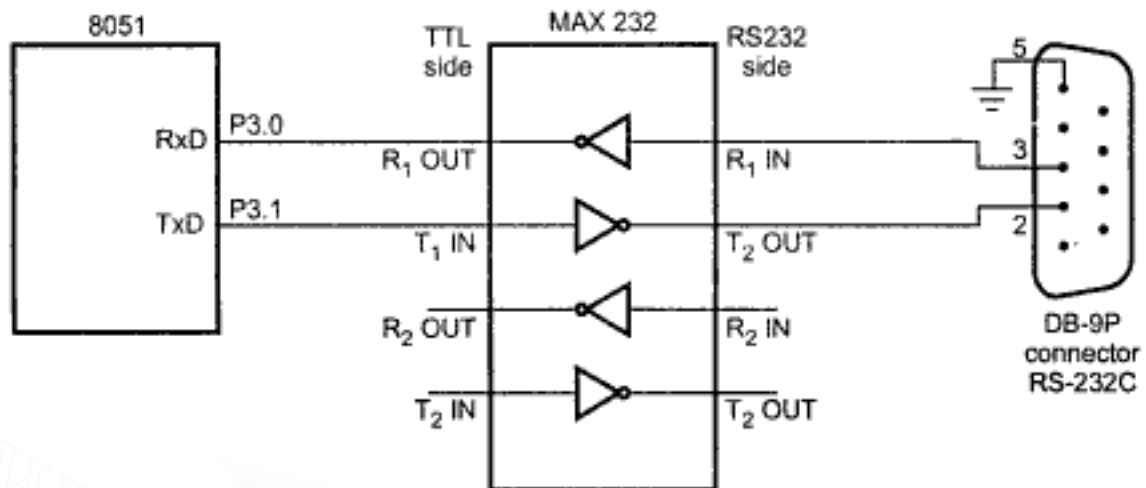 8051
MAX 232
TTL
side
RS232
side
5
RxD
P3.0
R1 OUT
R1 IN
3
TxD
P3.1
T1 IN
T2 OUT
2
R2 OUT
R2 IN
T2 IN
T2 OUT
DB-9P
connector
RS-232C